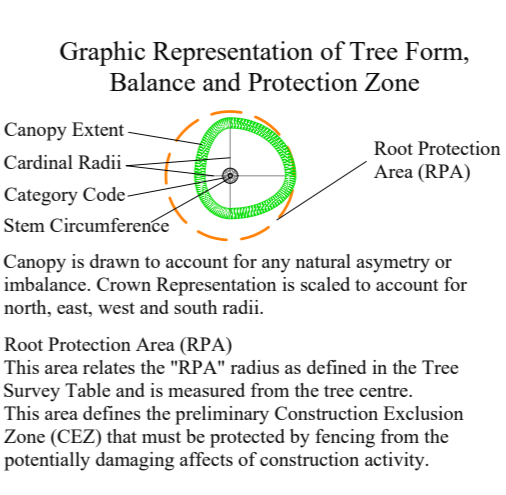 Graphic Representation of Tree Form,
Balance and Protection Zone
Canopy Extent
Cardinal Radii
Category Code
Stem Circumference
Root Protection
Area (RPA)
Canopy is drawn to account for any natural asymetry or
imbalance. Crown Representation is scaled to account for
north, east, west and south radii.
Root Protection Area (RPA)
This area relates the "RPA" radius as defined in the Tree
Survey Table and is measured from the tree centre.
This area defines the preliminary Construction Exclusion
Zone (CEZ) that must be protected by fencing from the
potentially damaging affects of construction activity.